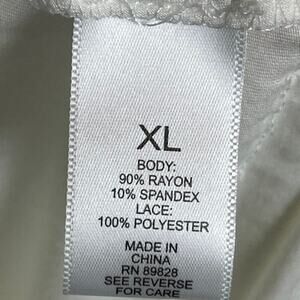 XL
BODY:
90% RAYON
10% SPANDEX
LACE:
100% POLYESTER
MADE IN
CHINA
RN 89828
SEE REVERSE
FOR CARE